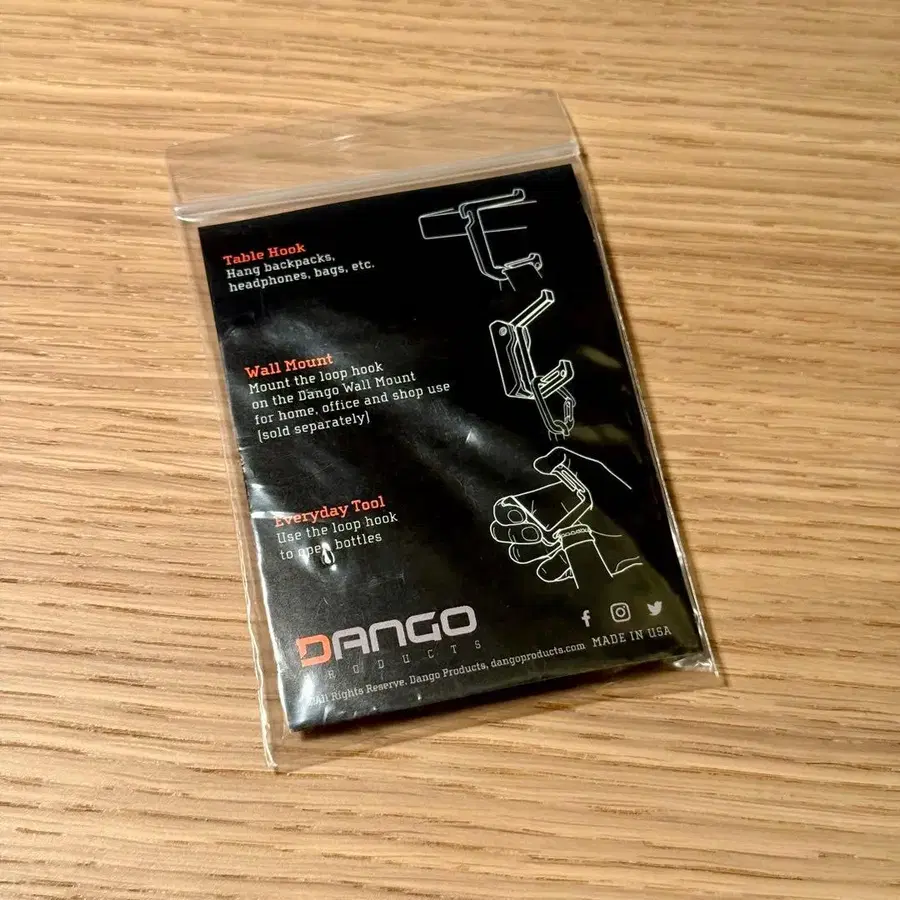 Table Hook
Hang backpacks,
headphones, bags, etc.
Wall Mount
Mount the loop hook
on the Dango Wall Mount
for home, office and shop use
(sold separately)
Everyday Tool
Use the loop hook
to open bottles
DANGO
PRODUCTS
All Rights Reserve. Dango Products, dangoproducts.com
MADE IN USA